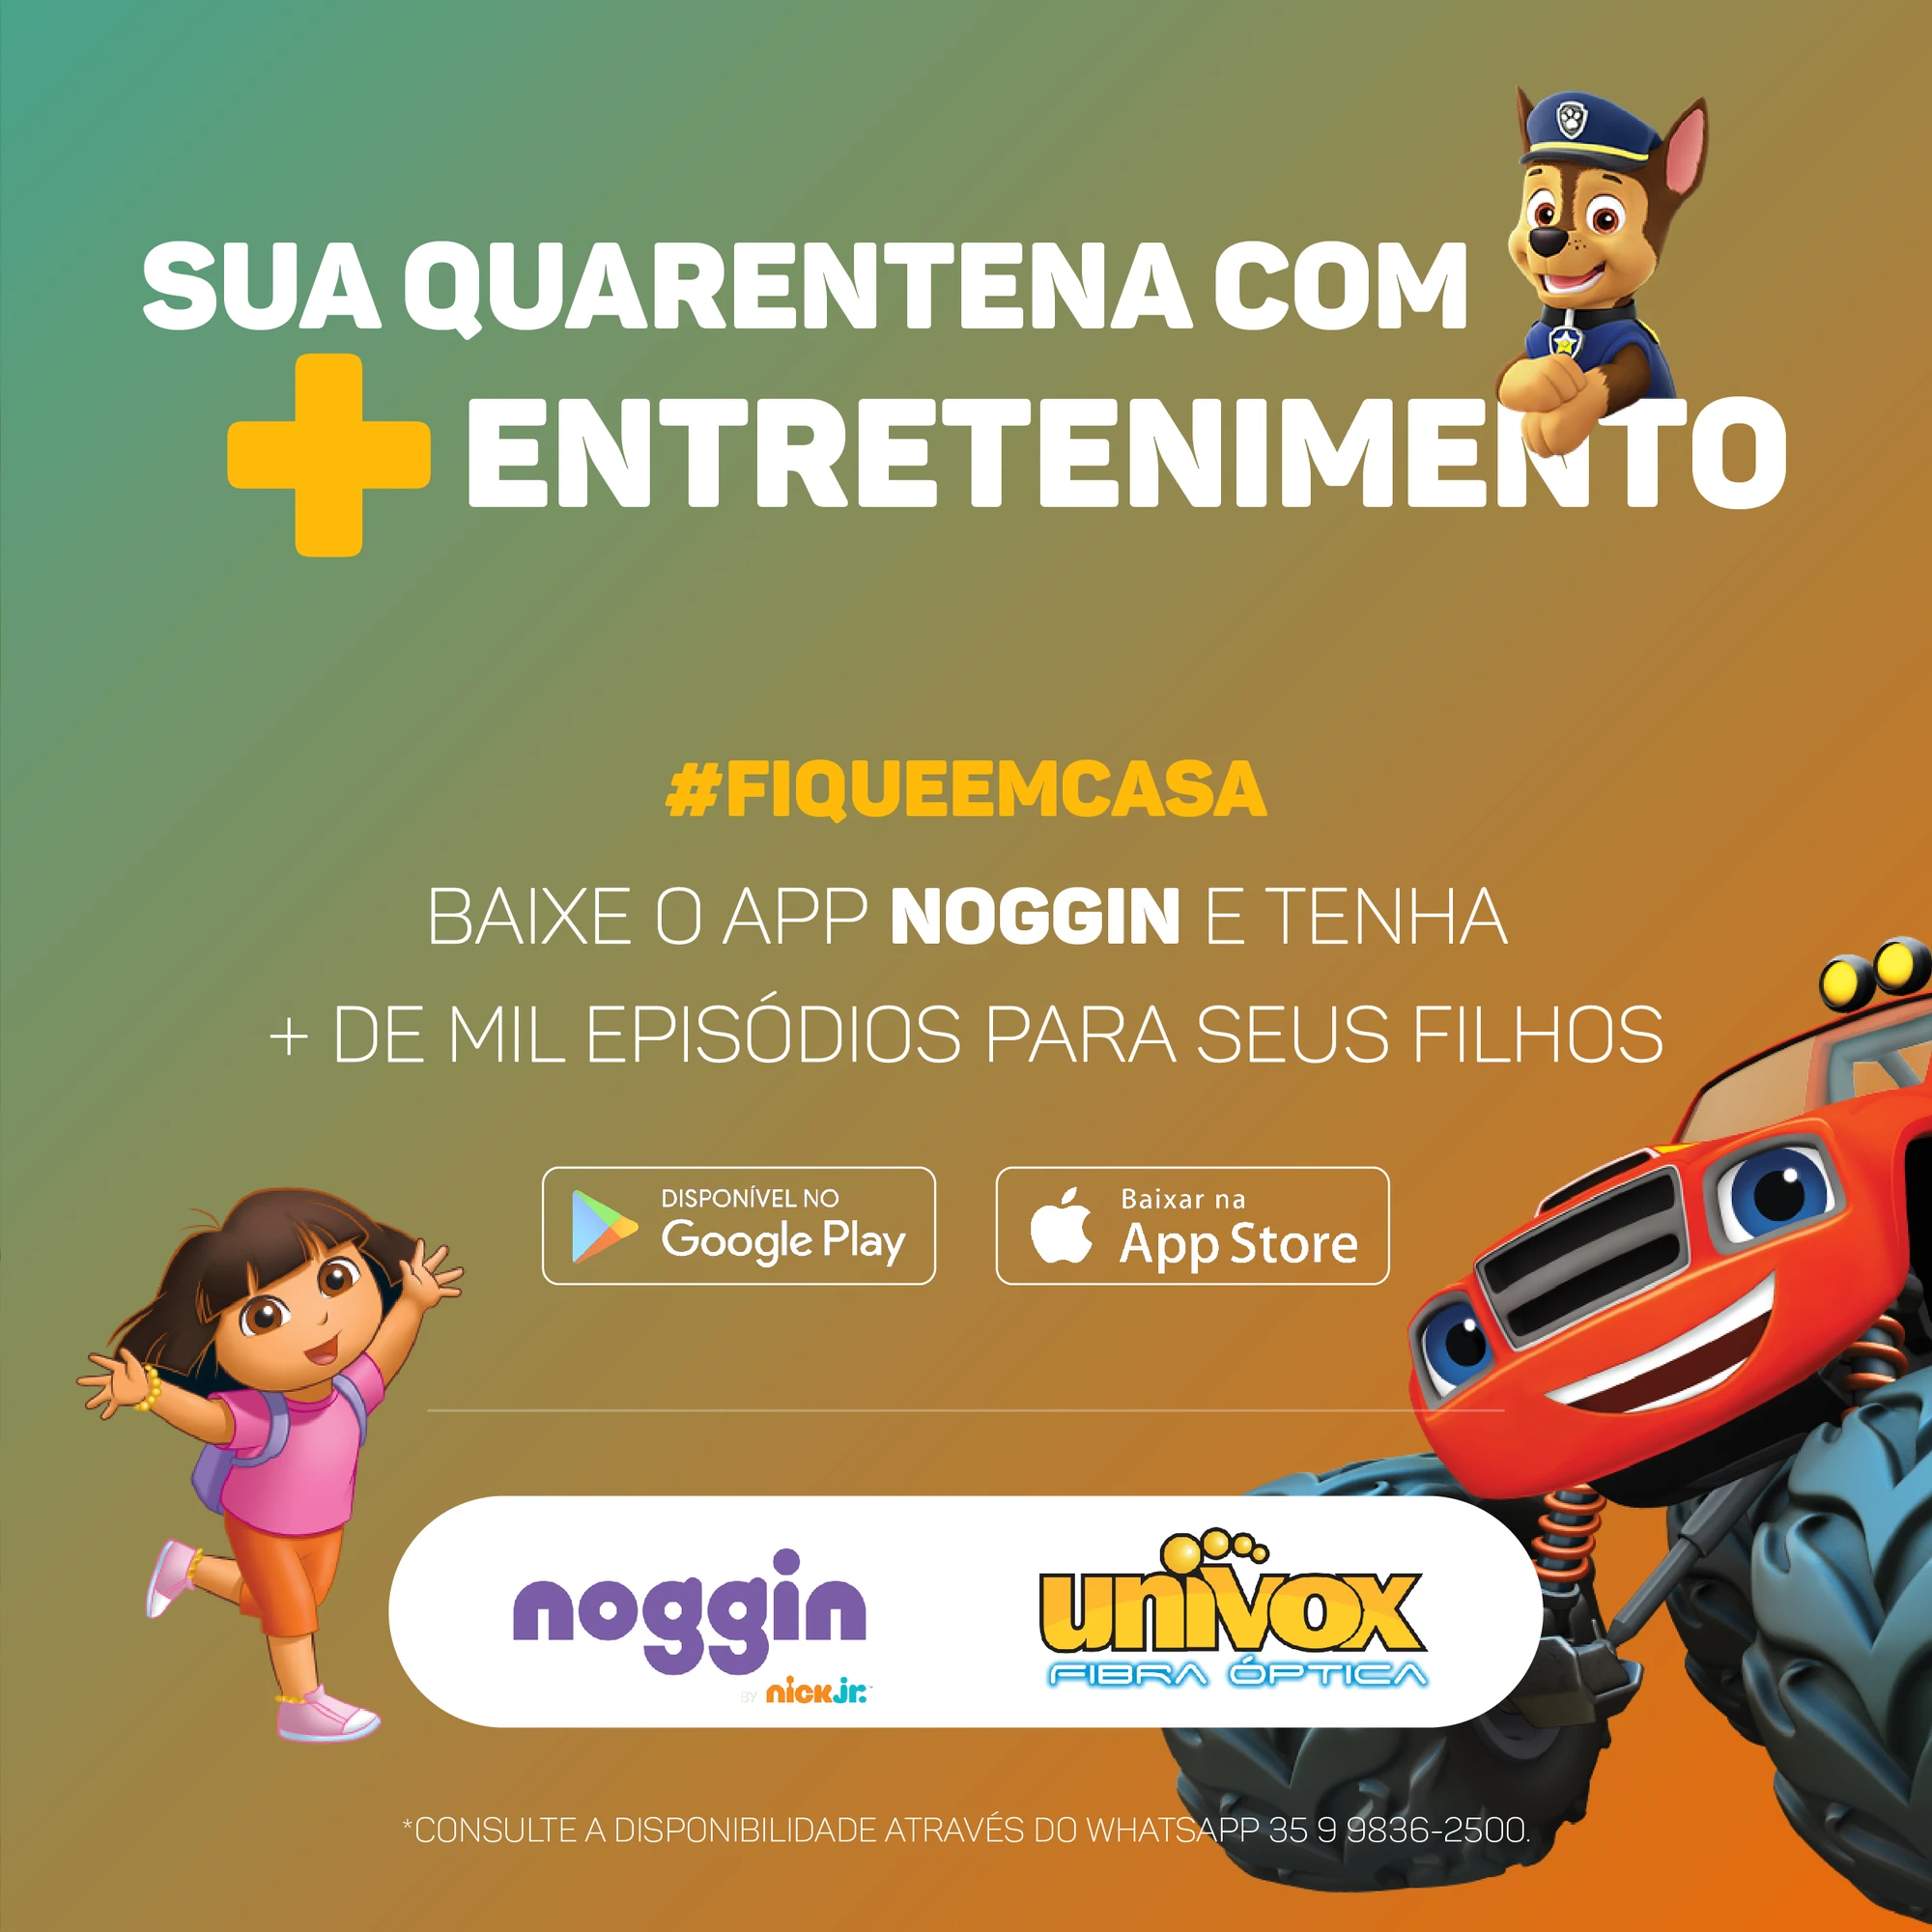 SUA QUARENTENA COM
+ ENTRETENIMENTO
#FIQUEEMCASA
BAIXE O APP NOGGIN E TENHA
+ DE MIL EPISÓDIOS PARA SEUS FILHOS
DISPONÍVEL NO
Google Play
Baixar na
App Store
noggin
BY nick jr.
univox
FIBRA ÓPTICA
*CONSULTE A DISPONIBILIDADE ATRAVÉS DO WHATSAPP 35 9 9836-2500.